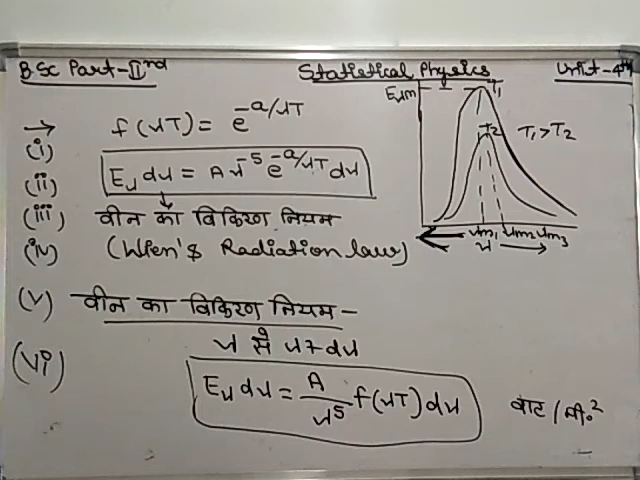 BSc Part-IInd Statistical Physics Unit-4th
→ f(λT) = e^-a/λT
(i)
(ii) Eλ dλ = A λ^-5 e^-a/λT dλ
(iii) वीन का विकिरण नियम
(iv) (Wien's Radiation law)
(v) वीन का विकिरण नियम -
λ से λ+dλ
(vi) Eλ dλ = A/λ^5 f(λT) dλ वाट/मी.²
Eλm T1
T2 T1 > T2
λm1 λm2 λm3
λ →